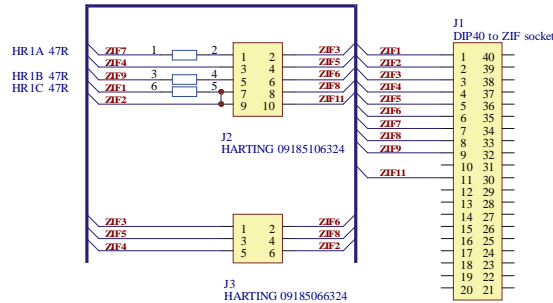 J1
DIP40 to ZIF socket
HR1A 47R ZIF7 1 2 1 2 ZIF3 ZIF1 1 40
ZIF4 3 4 ZIF5 ZIF2 2 39
HR1B 47R ZIF9 3 4 5 6 ZIF6 ZIF3 3 38
HR1C 47R ZIF1 6 5 7 8 ZIF8 ZIF4 4 37
ZIF2 9 10 ZIF11 ZIF5 5 36
ZIF6 6 35
ZIF7 7 34
ZIF8 8 33
ZIF9 9 32
10 31
ZIF11 11 30
12 29
13 28
14 27
15 26
16 25
17 24
18 23
19 22
20 21
J2
HARTING 09185106324
ZIF3 1 2 ZIF6
ZIF5 3 4 ZIF8
ZIF4 5 6 ZIF2
J3
HARTING 09185066324